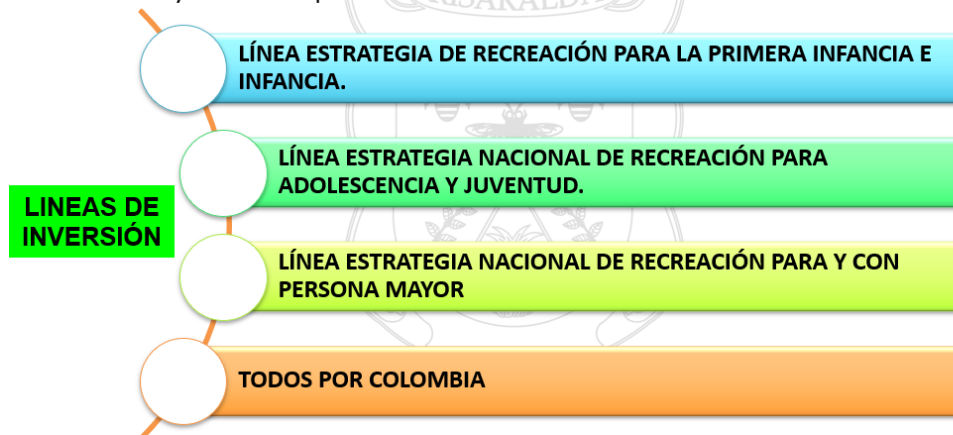 RISARALDA
LÍNEA ESTRATEGIA DE RECREACIÓN PARA LA PRIMERA INFANCIA E
INFANCIA.
LÍNEA ESTRATEGIA NACIONAL DE RECREACIÓN PARA
ADOLESCENCIA Y JUVENTUD.
LINEAS DE
INVERSIÓN
LÍNEA ESTRATEGIA NACIONAL DE RECREACIÓN PARA Y CON
PERSONA MAYOR
TODOS POR COLOMBIA